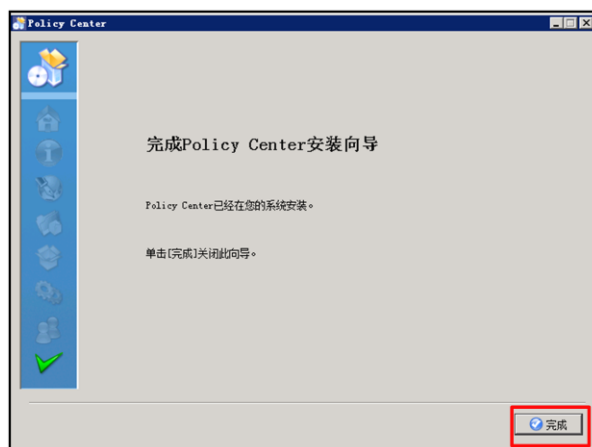 Policy Center
完成Policy Center安装向导
Policy Center已经在您的系统安装。
单击[完成]关闭此向导。
完成